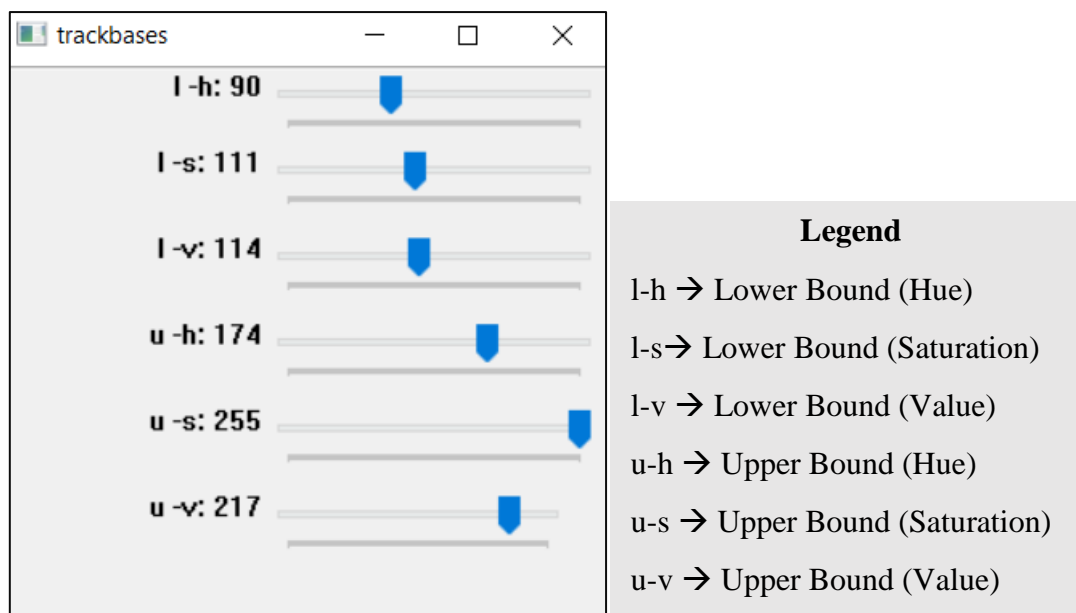 trackbases
l -h: 90
l -s: 111
l -v: 114
u -h: 174
u -s: 255
u -v: 217
Legend
l-h → Lower Bound (Hue)
l-s→ Lower Bound (Saturation)
l-v → Lower Bound (Value)
u-h → Upper Bound (Hue)
u-s → Upper Bound (Saturation)
u-v → Upper Bound (Value)